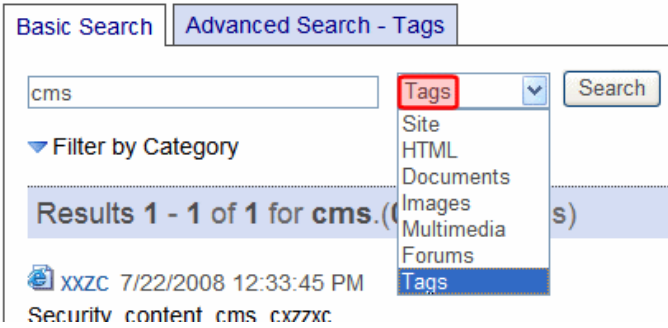 Basic Search Advanced Search - Tags
cms Tags Search
Site
Filter by Category HTML
Documents
Results 1 - 1 of 1 for cms.( Images s)
Multimedia
Forums
xxzc 7/22/2008 12:33:45 PM Tags
Security content cms cxzzxc